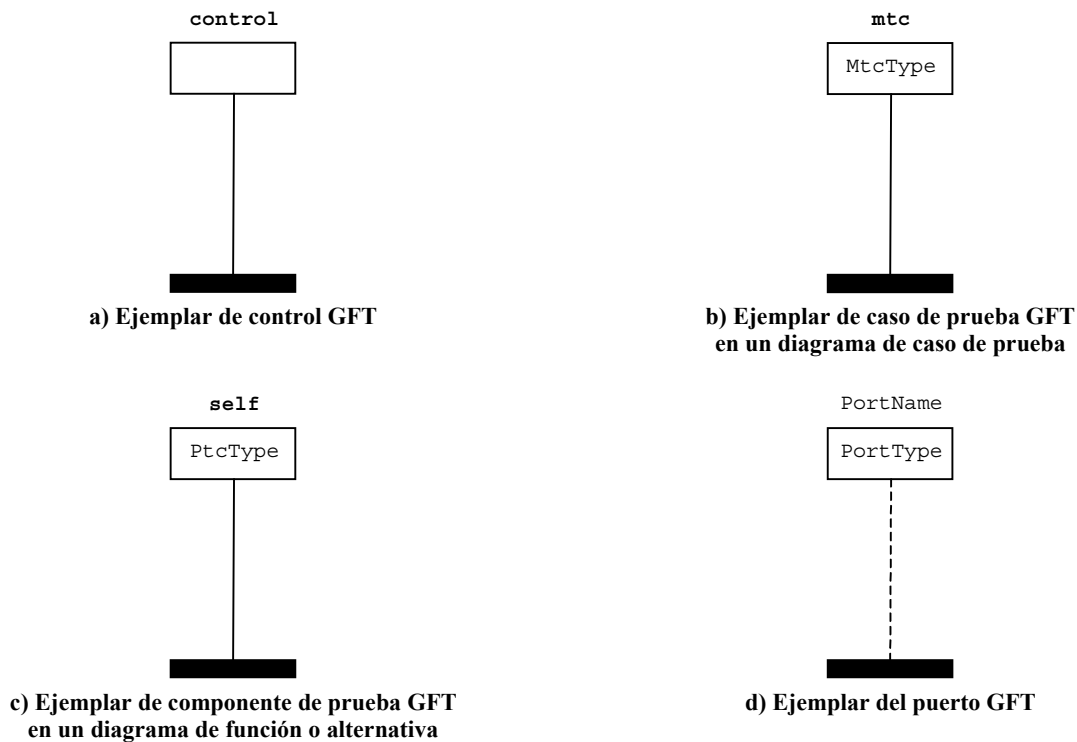 control
mtc
MtcType
a) Ejemplar de control GFT
b) Ejemplar de caso de prueba GFT
en un diagrama de caso de prueba
self
PtcType
PortName
PortType
c) Ejemplar de componente de prueba GFT
en un diagrama de función o alternativa
d) Ejemplar del puerto GFT